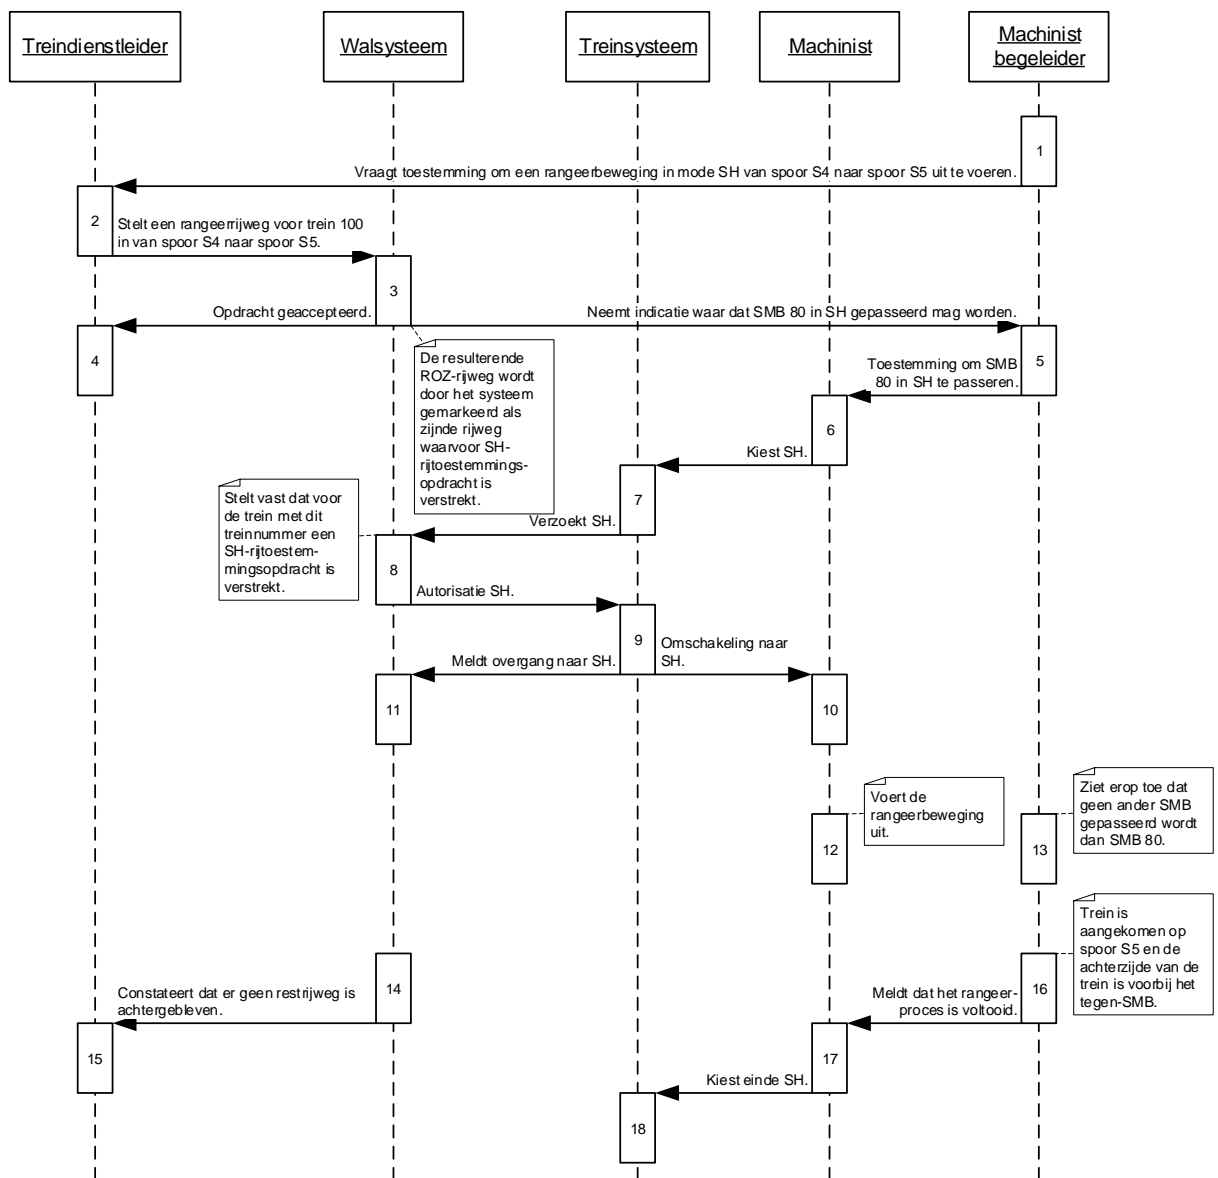 Treindienstleider
Walsysteem
Treinsysteem
Machinist
Machinist
begeleider
1
Vraagt toestemming om een rangeerbeweging in mode SH van spoor S4 naar spoor S5 uit te voeren.
2
Stelt een rangeerrijweg voor trein 100
in van spoor S4 naar spoor S5.
3
Opdracht geaccepteerd.
Neemt indicatie waar dat SMB 80 in SH gepasseerd mag worden.
4
De resulterende
ROZ-rijweg wordt
door het systeem
gemarkeerd als
zijnde rijweg
waarvoor SH-
rijtoestemmings-
opdracht is
verstrekt.
5
Toestemming om SMB
80 in SH te passeren.
6
Kiest SH.
7
Verzoekt SH.
Stelt vast dat voor
de trein met dit
treinnummer een
SH-rijtoestem-
mingsopdracht is
verstrekt.
8
Autorisatie SH.
9
Omschakeling naar
SH.
Meldt overgang naar SH.
11
10
Voert de
rangeerbeweging
uit.
Ziet erop toe dat
geen ander SMB
gepasseerd wordt
dan SMB 80.
12
13
Trein is
aangekomen op
spoor S5 en de
achterzijde van de
trein is voorbij het
tegen-SMB.
14
Constateert dat er geen restrijweg is
achtergebleven.
16
Meldt dat het rangeer-
proces is voltooid.
15
17
Kiest einde SH.
18